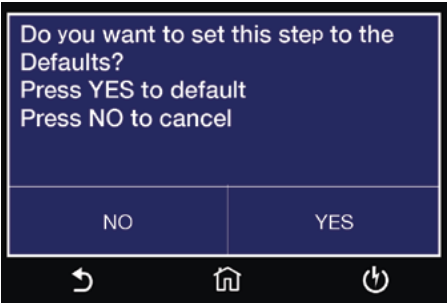 Do you want to set this step to the
Defaults?
Press YES to default
Press NO to cancel
NO YES